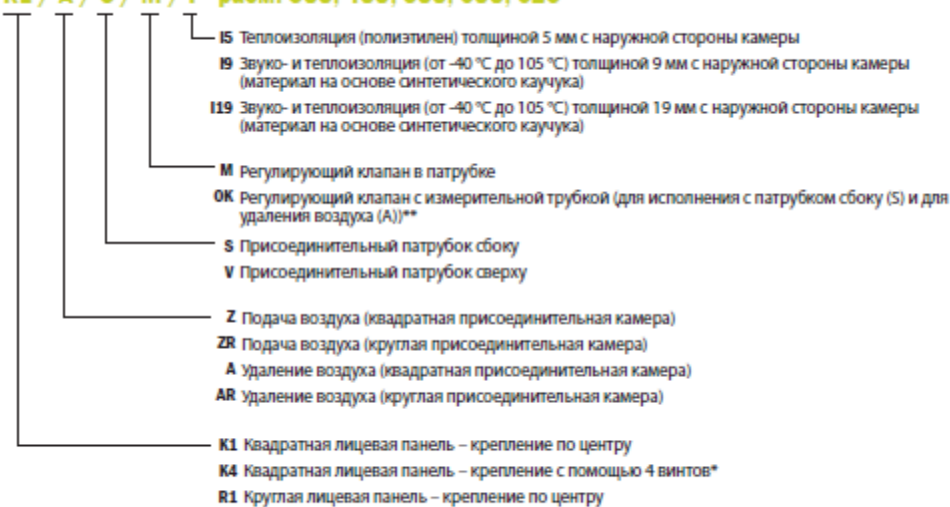 I5 Теплоизоляция (полиэтилен) толщиной 5 мм с наружной стороны камеры
I9 Звуко- и теплоизоляция (от -40 °C до 105 °C) толщиной 9 мм с наружной стороны камеры
(материал на основе синтетического каучука)
I19 Звуко- и теплоизоляция (от -40 °C до 105 °C) толщиной 19 мм с наружной стороны камеры
(материал на основе синтетического каучука)
M Регулирующий клапан в патрубке
OK Регулирующий клапан с измерительной трубкой (для исполнения с патрубком сбоку (S) и для
удаления воздуха (A))**
S Присоединительный патрубок сбоку
V Присоединительный патрубок сверху
Z Подача воздуха (квадратная присоединительная камера)
ZR Подача воздуха (круглая присоединительная камера)
A Удаление воздуха (квадратная присоединительная камера)
AR Удаление воздуха (круглая присоединительная камера)
K1 Квадратная лицевая панель – крепление по центру
K4 Квадратная лицевая панель – крепление с помощью 4 винтов*
R1 Круглая лицевая панель – крепление по центру